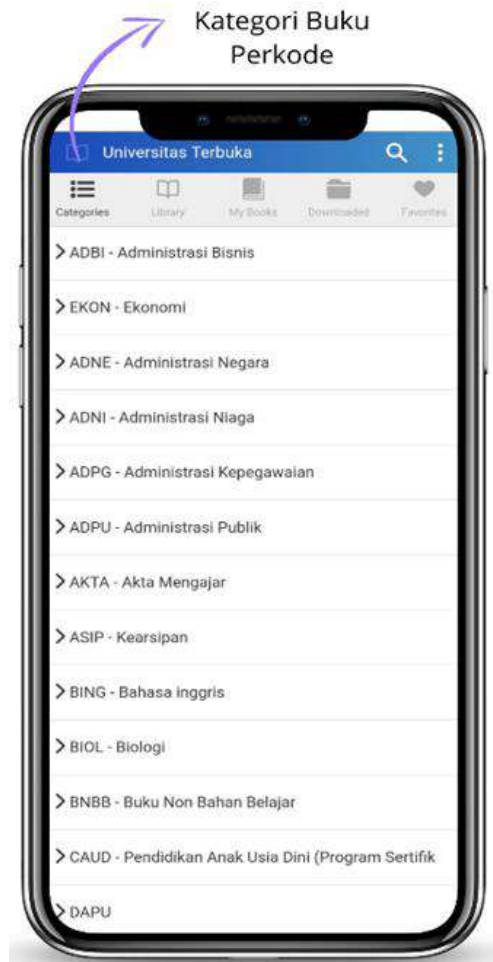 Kategori Buku
Perkode
Universitas Terbuka
Categories
Library
My Books
Downloaded
Favorites
ADBI - Administrasi Bisnis
EKON - Ekonomi
ADNE - Administrasi Negara
ADNI - Administrasi Niaga
ADPG - Administrasi Kepegawaian
ADPU - Administrasi Publik
AKTA - Akta Mengajar
ASIP - Kearsipan
BING - Bahasa inggris
BIOL - Biologi
BNBB - Buku Non Bahan Belajar
CAUD - Pendidikan Anak Usia Dini (Program Sertifik
DAPU